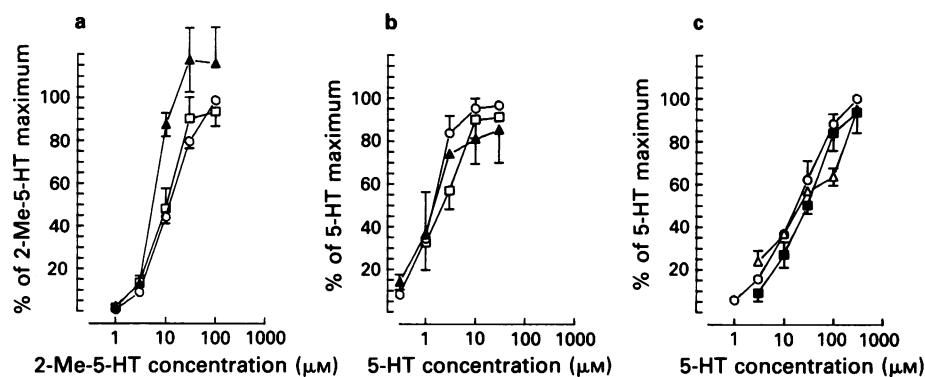 a
% of 2-Me-5-HT maximum
100
80
60
40
20
1 10 100 1000
2-Me-5-HT concentration (μM)
b
% of 5-HT maximum
100
80
60
40
20
1 10 100 1000
5-HT concentration (μM)
c
% of 5-HT maximum
100
80
60
40
20
1 10 100 1000
5-HT concentration (μM)